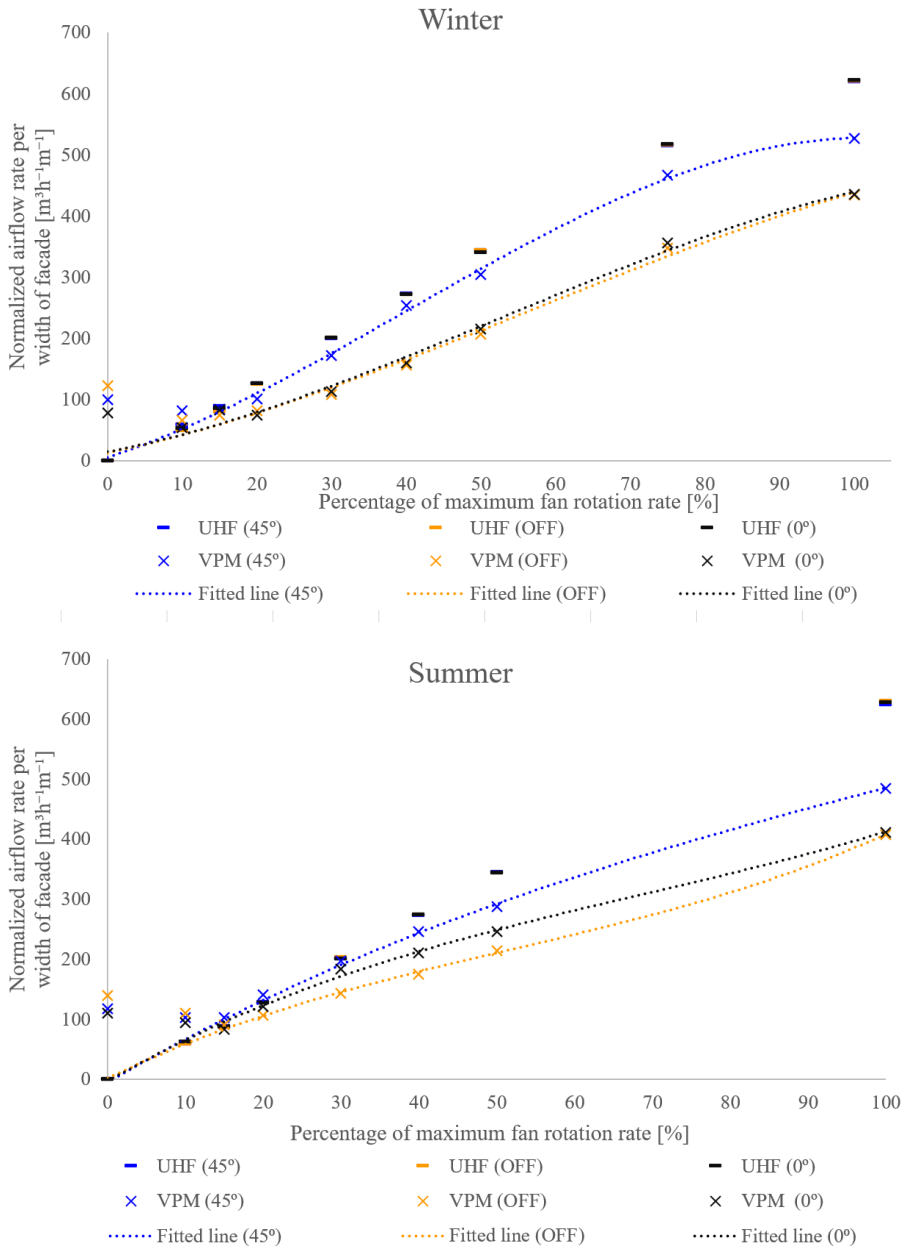 Winter
Normalized airflow rate per
width of facade [m³h⁻¹m⁻¹]
700
600
500
400
300
200
100
0
0 10 20 30 40 50 60 70 80 90 100
Percentage of maximum fan rotation rate [%]
UHF (45º) UHF (OFF) UHF (0º)
VPM (45º) VPM (OFF) VPM (0º)
Fitted line (45º) Fitted line (OFF) Fitted line (0º)
Summer
Normalized airflow rate per
width of facade [m³h⁻¹m⁻¹]
700
600
500
400
300
200
100
0
0 10 20 30 40 50 60 70 80 90 100
Percentage of maximum fan rotation rate [%]
UHF (45º) UHF (OFF) UHF (0º)
VPM (45º) VPM (OFF) VPM (0º)
Fitted line (45º) Fitted line (OFF) Fitted line (0º)